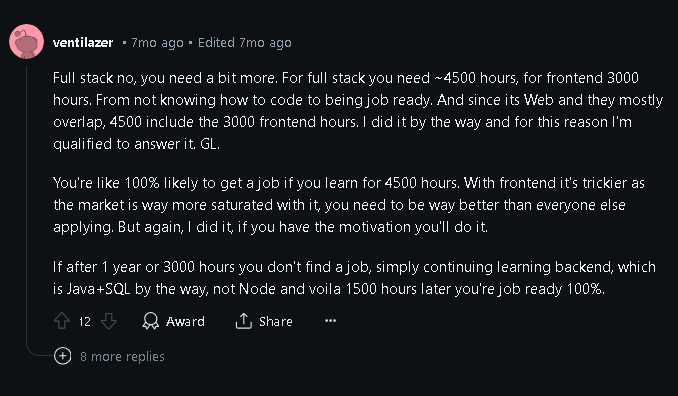 ventilazer • 7mo ago • Edited 7mo ago
Full stack no, you need a bit more. For full stack you need ~4500 hours, for frontend 3000
hours. From not knowing how to code to being job ready. And since its Web and they mostly
overlap, 4500 include the 3000 frontend hours. I did it by the way and for this reason I'm
qualified to answer it. GL.
You're like 100% likely to get a job if you learn for 4500 hours. With frontend it's trickier as
the market is way more saturated with it, you need to be way better than everyone else
applying. But again, I did it, if you have the motivation you'll do it.
If after 1 year or 3000 hours you don't find a job, simply continuing learning backend, which
is Java+SQL by the way, not Node and voila 1500 hours later you're job ready 100%.
12 Award Share ...
8 more replies